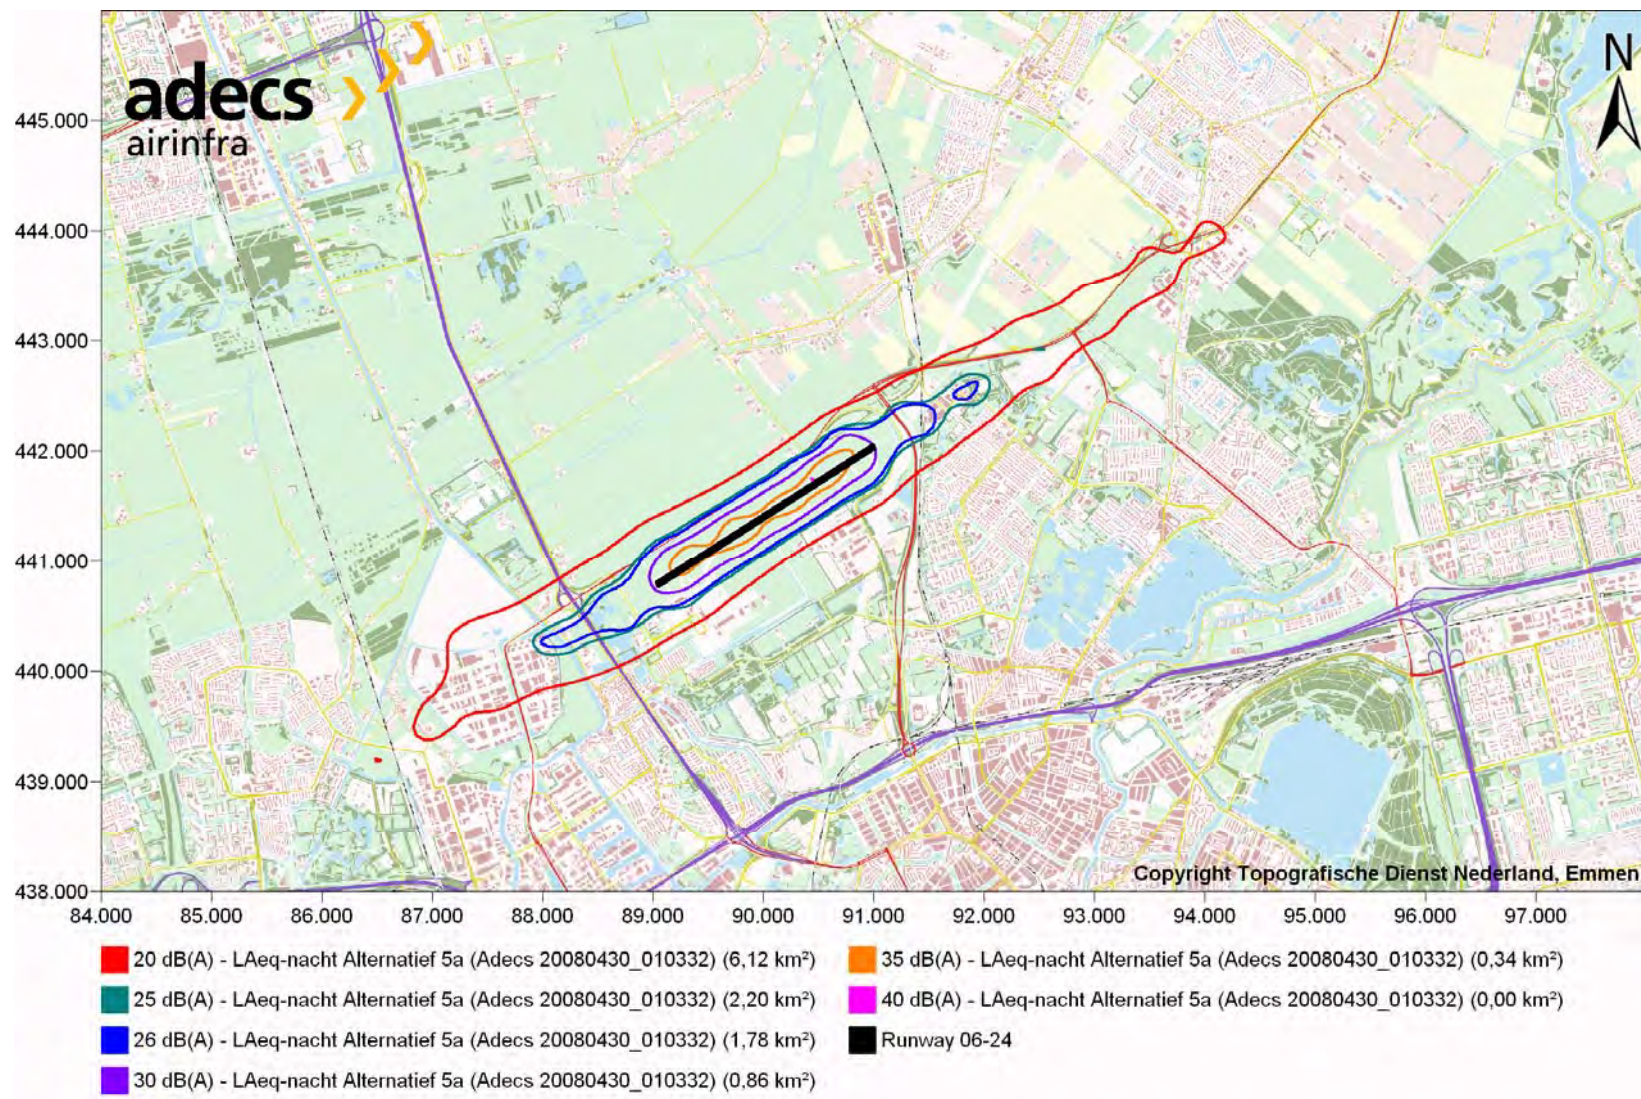 adecs
airinfra
N
445.000
444.000
443.000
442.000
441.000
440.000
439.000
438.000
Copyright Topografische Dienst Nederland, Emmen
84.000 85.000 86.000 87.000 88.000 89.000 90.000 91.000 92.000 93.000 94.000 95.000 96.000 97.000
20 dB(A) - LAeq-nacht Alternatief 5a (Adecs 20080430_010332) (6,12 km²)
25 dB(A) - LAeq-nacht Alternatief 5a (Adecs 20080430_010332) (2,20 km²)
26 dB(A) - LAeq-nacht Alternatief 5a (Adecs 20080430_010332) (1,78 km²)
30 dB(A) - LAeq-nacht Alternatief 5a (Adecs 20080430_010332) (0,86 km²)
35 dB(A) - LAeq-nacht Alternatief 5a (Adecs 20080430_010332) (0,34 km²)
40 dB(A) - LAeq-nacht Alternatief 5a (Adecs 20080430_010332) (0,00 km²)
Runway 06-24